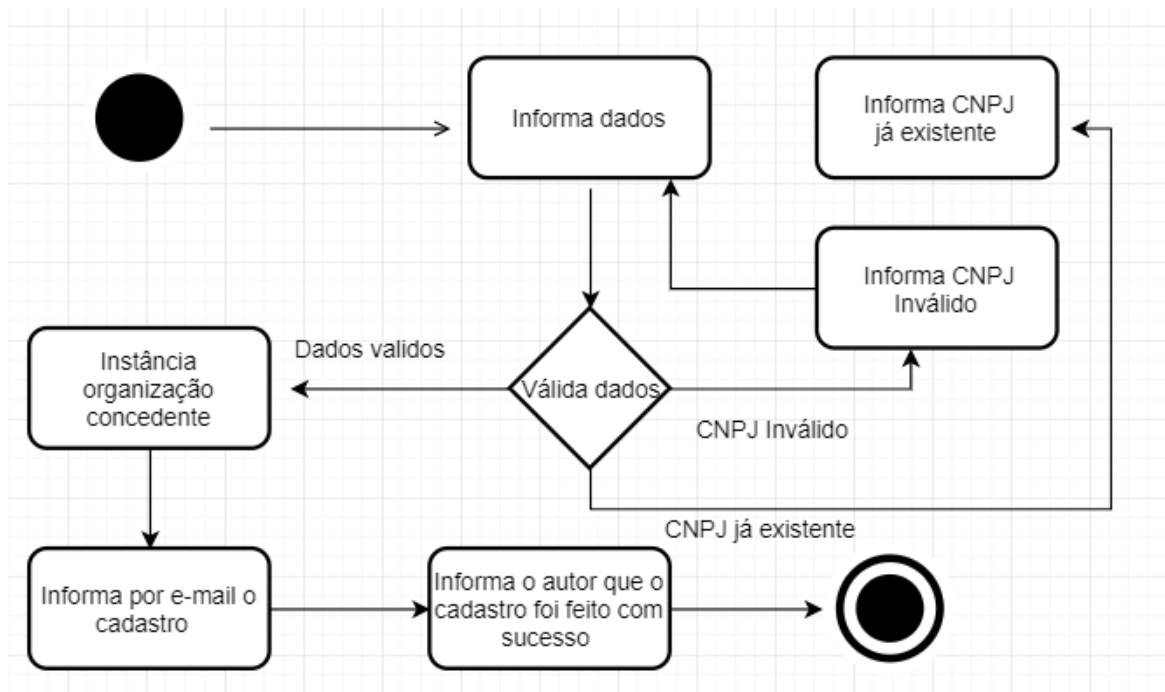 Informa dados
Informa CNPJ
já existente
Informa CNPJ
Inválido
Instância
organização
concedente
Dados validos
Válida dados
CNPJ Inválido
CNPJ já existente
Informa por e-mail o
cadastro
Informa o autor que o
cadastro foi feito com
sucesso